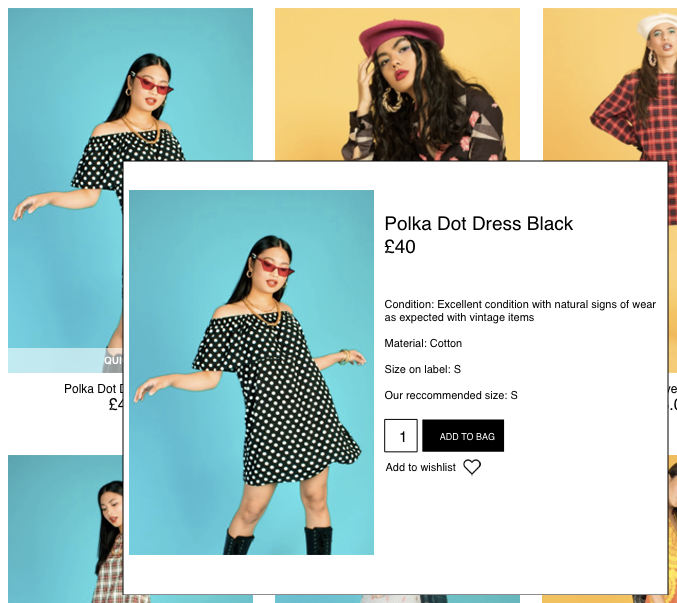 Polka Dot Dress Black
£40
Condition: Excellent condition with natural signs of wear
as expected with vintage items
Material: Cotton
Size on label: S
Our reccommended size: S
1
ADD TO BAG
Add to wishlist
QUI
Polka Dot D
£4